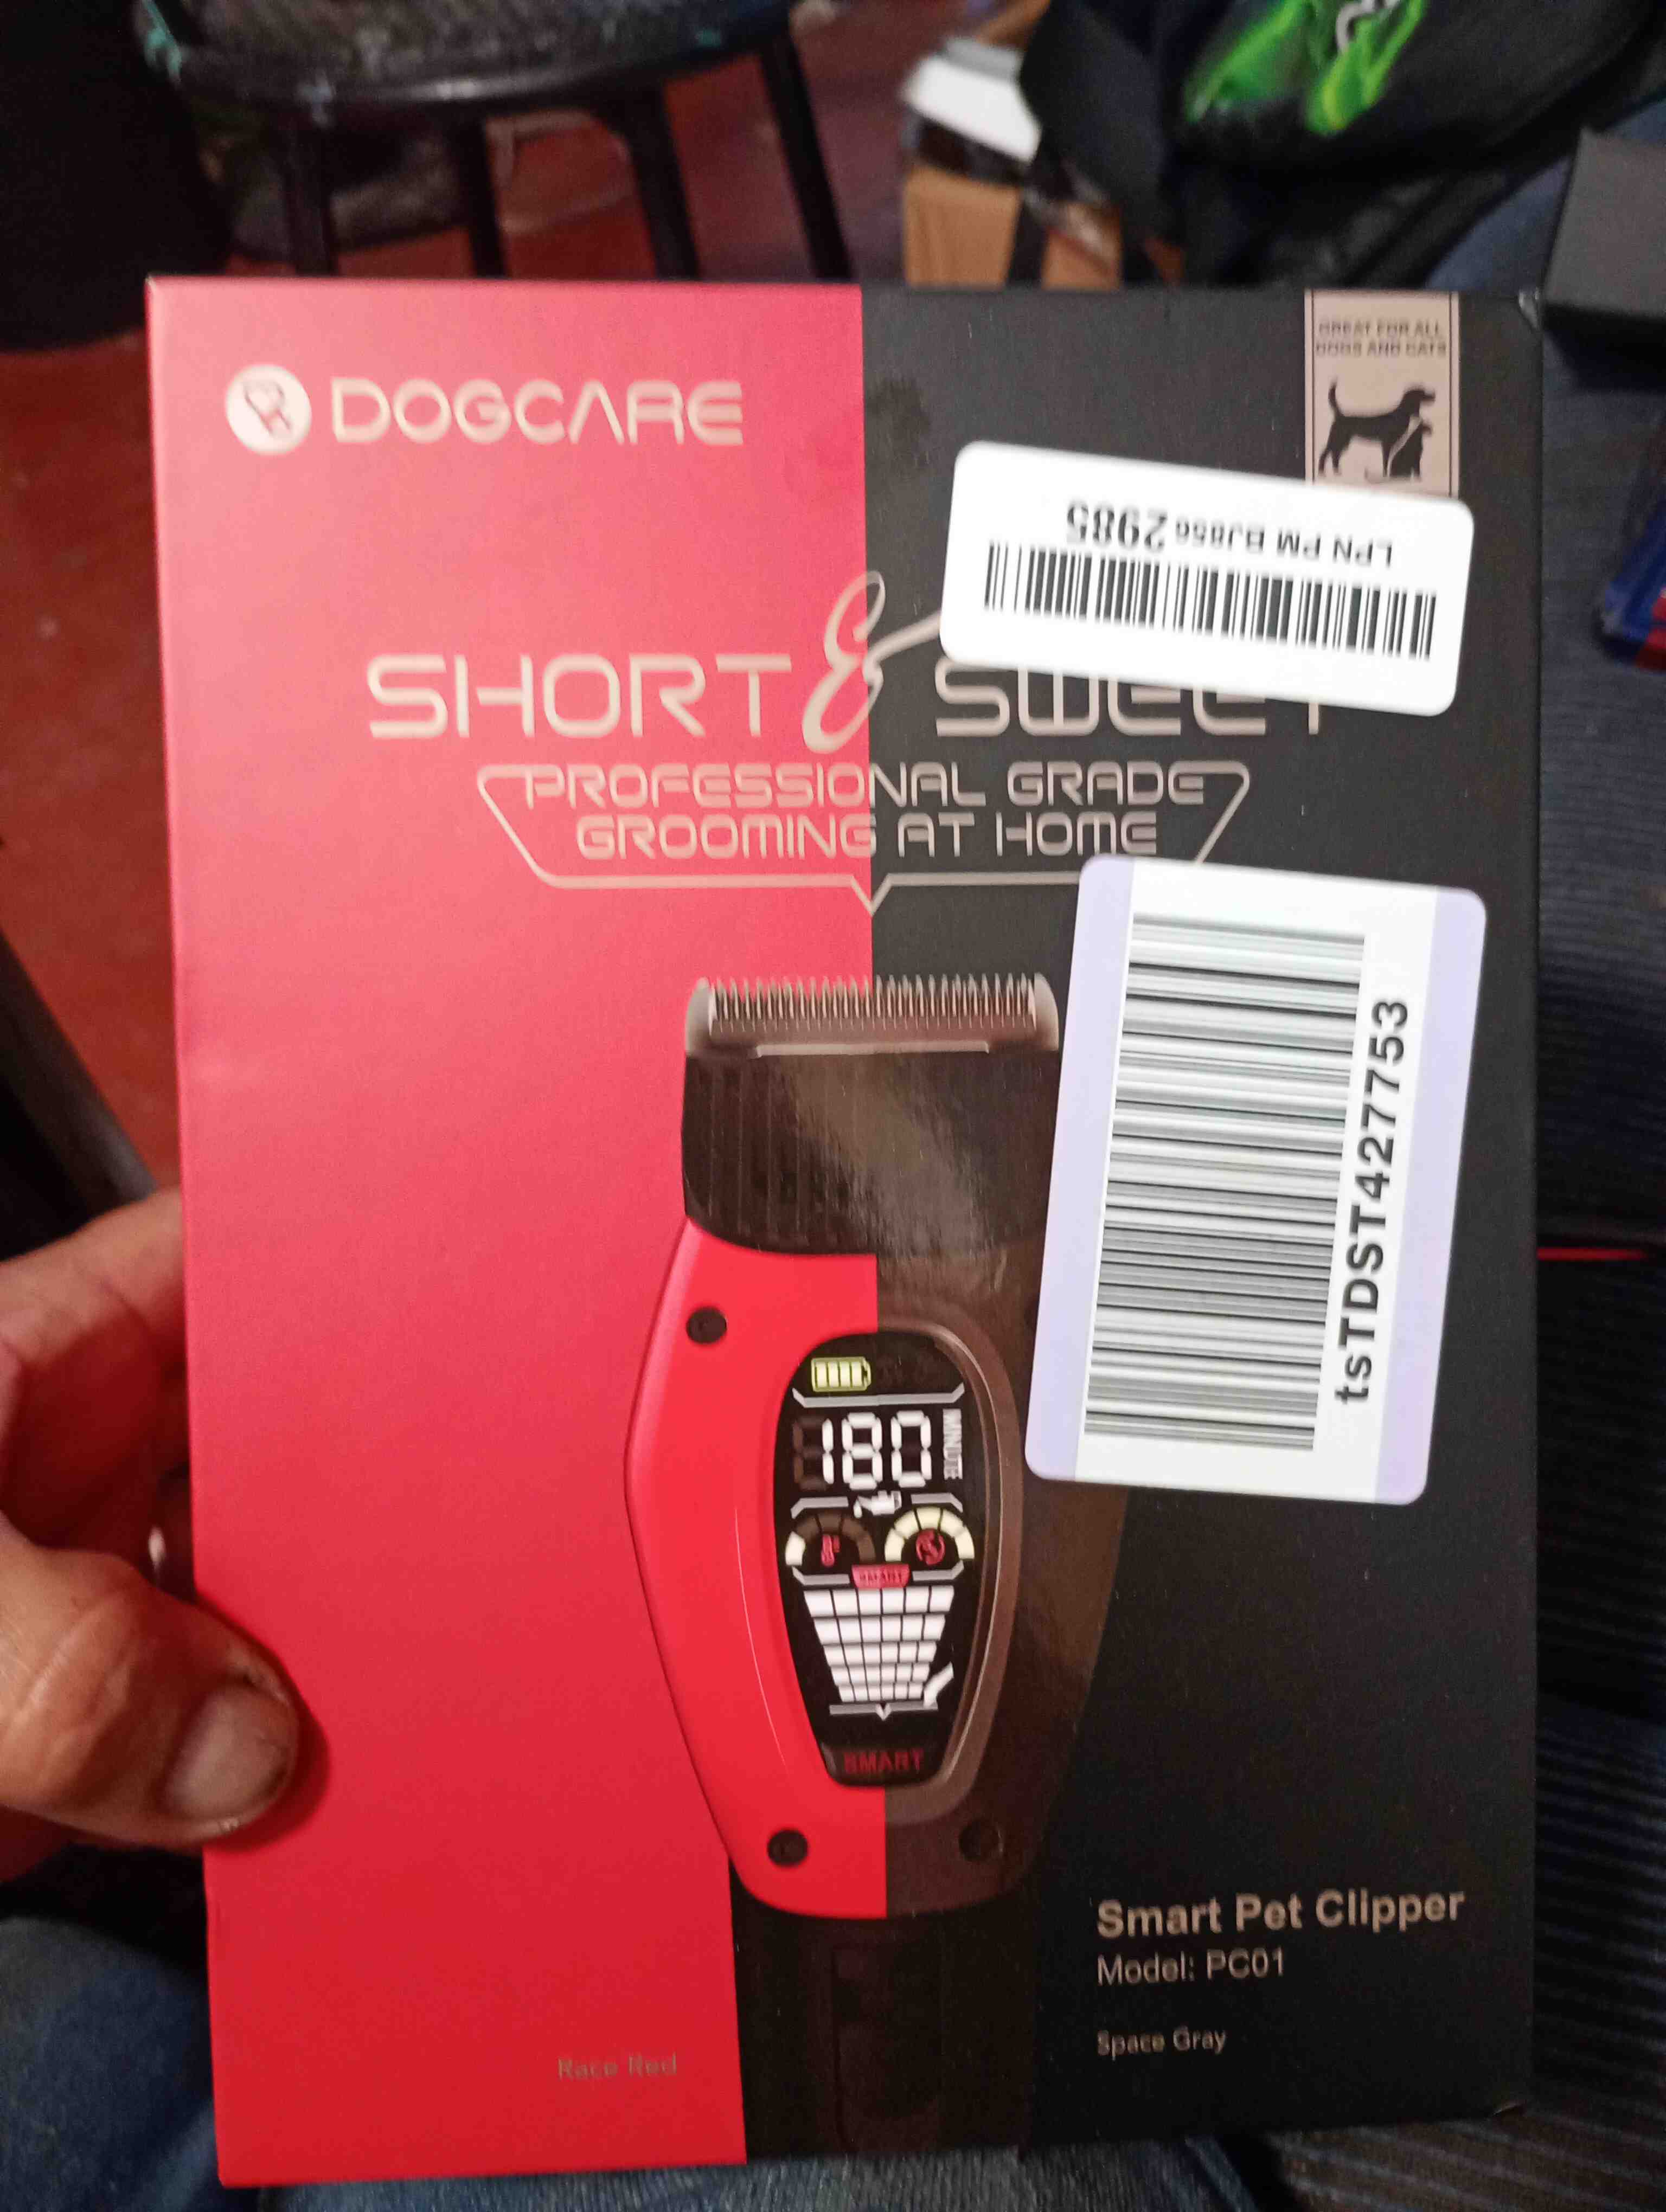 DOGCARE
GREAT FOR ALL
DOGS AND CATS
LPN PM BJ856 2985
SHORT & SWEET
PROFESSIONAL GRADE
GROOMING AT HOME
tsTDST427753
180
MINUTE
SMART
SMART
Smart Pet Clipper
Model: PC01
Space Gray
Race Red